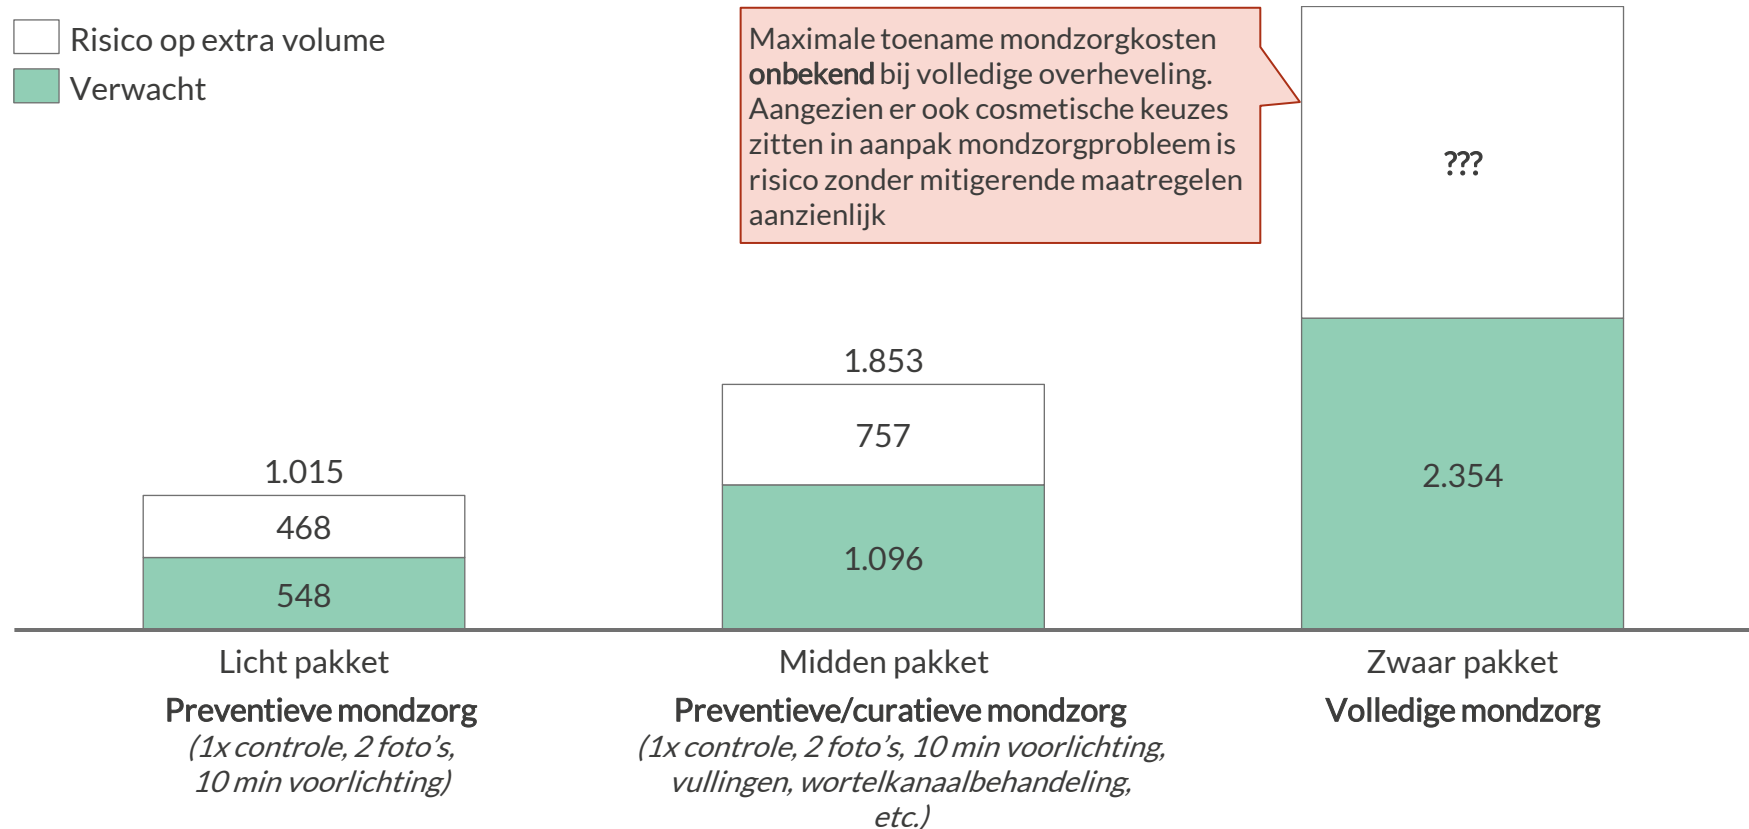 Risico op extra volume
Verwacht
Maximale toename mondzorgkosten
onbekend bij volledige overheveling.
Aangezien er ook cosmetische keuzes
zitten in aanpak mondzorgprobleem is
risico zonder mitigerende maatregelen
aanzienlijk
???
2.354
1.853
757
1.096
1.015
468
548
Licht pakket
Preventieve mondzorg
(1x controle, 2 foto's,
10 min voorlichting)
Midden pakket
Preventieve/curatieve mondzorg
(1x controle, 2 foto's, 10 min voorlichting,
vullingen, wortelkanaalbehandeling,
etc.)
Zwaar pakket
Volledige mondzorg